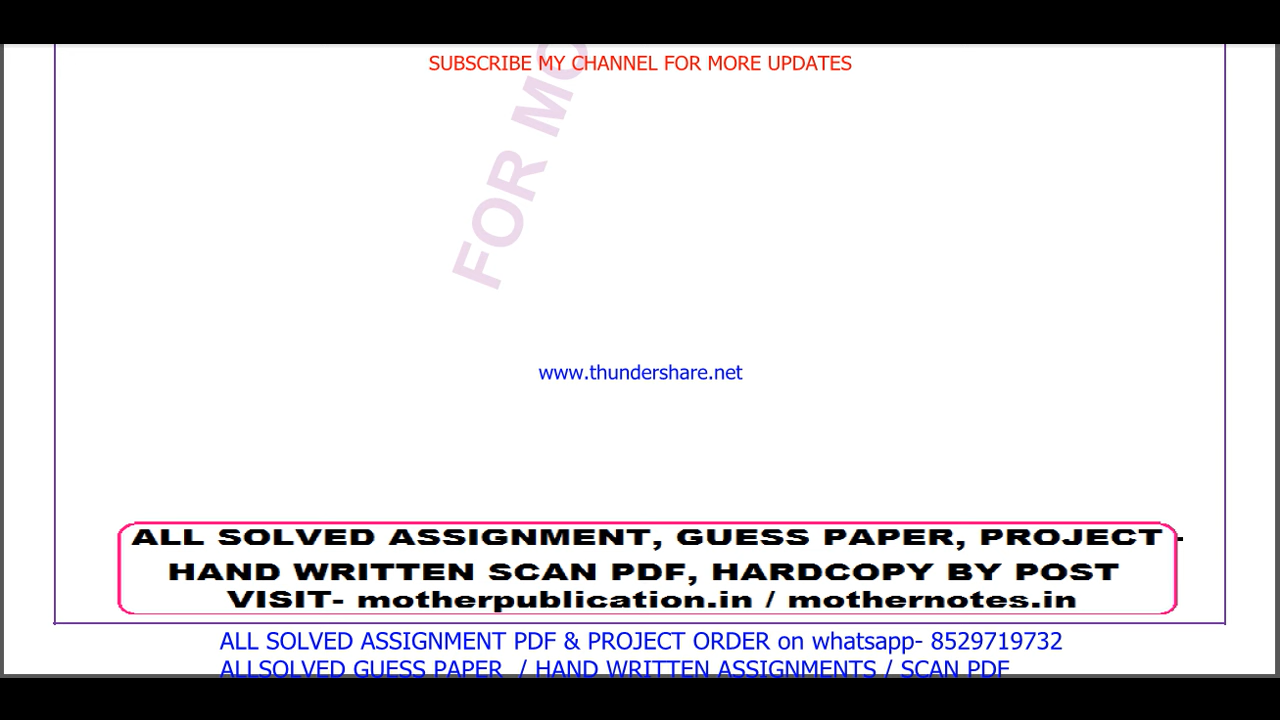 SUBSCRIBE MY CHANNEL FOR MORE UPDATES
FOR MO
www.thundershare.net
ALL SOLVED ASSIGNMENT, GUESS PAPER, PROJECT -
HAND WRITTEN SCAN PDF, HARDCOPY BY POST
VISIT- motherpublication.in / mothernotes.in
ALL SOLVED ASSIGNMENT PDF & PROJECT ORDER on whatsapp- 8529719732
ALLSOLVED GUESS PAPER / HAND WRITTEN ASSIGNMENTS / SCAN PDF